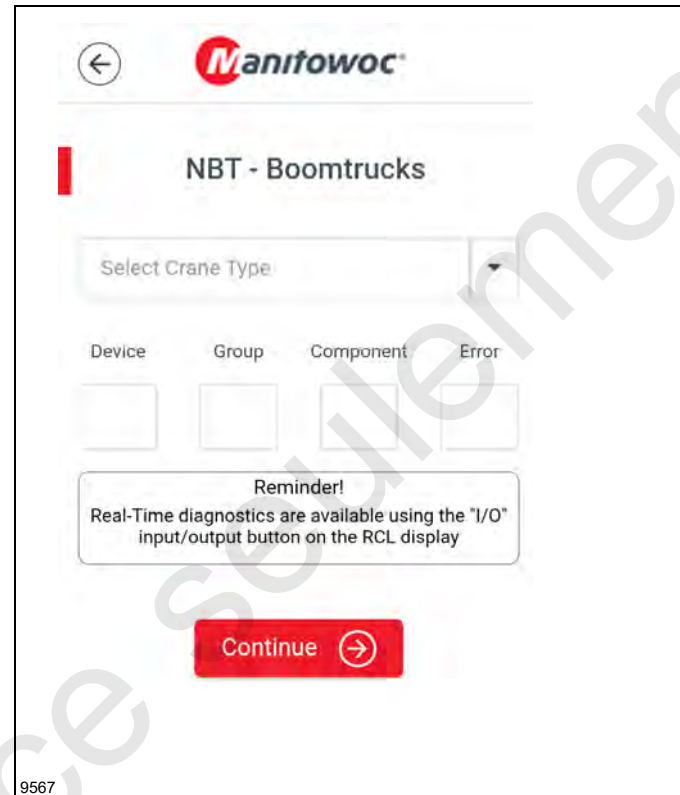 Manitowoc
NBT - Boomtrucks
Select Crane Type
Device Group Component Error
Reminder!
Real-Time diagnostics are available using the "I/O"
input/output button on the RCL display
Continue
9567
seulement